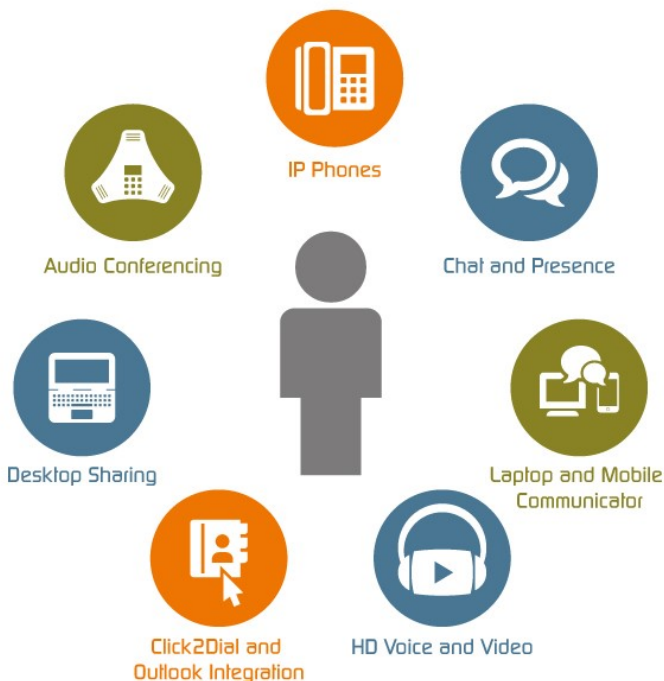 IP Phones
Audio Conferencing
Chat and Presence
Desktop Sharing
Laptop and Mobile
Communicator
Click2Dial and
Outlook Integration
HD Voice and Video